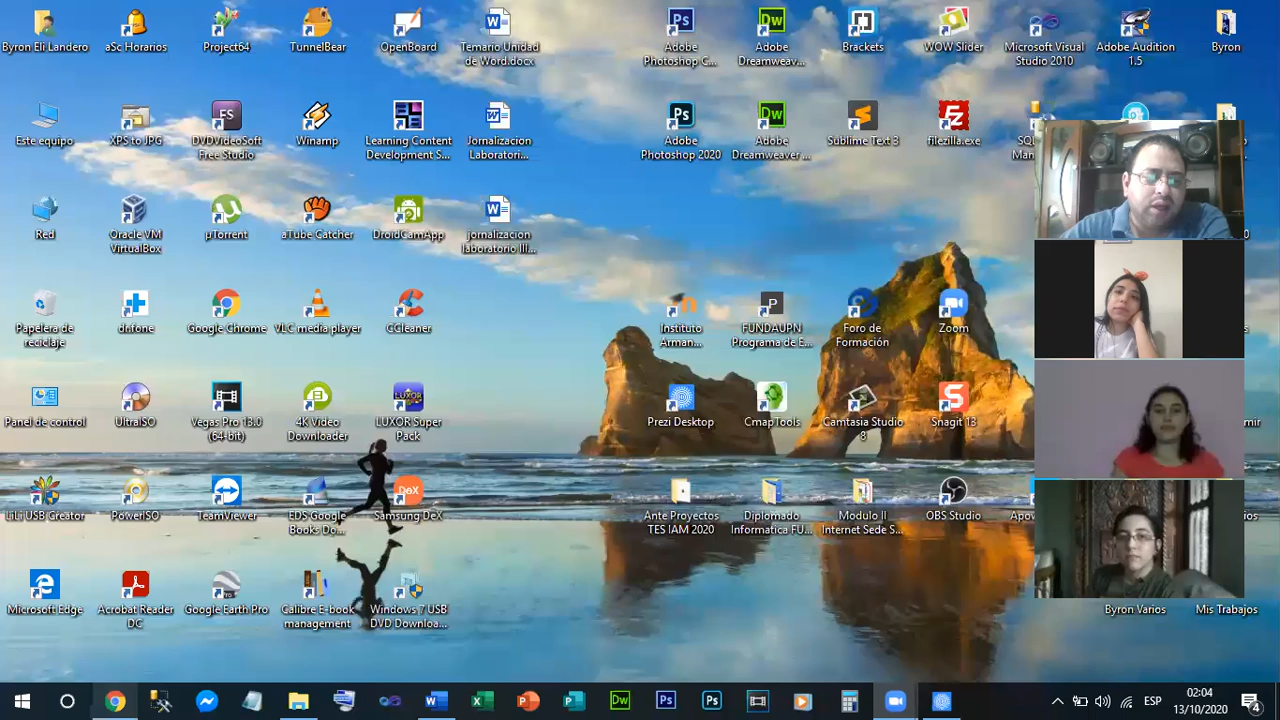 Byron Eli Landero
aSc Horarios
Project64
TunnelBear
OpenBoard
Temario Unidad
de Word.docx
Adobe
Photoshop C...
Adobe
Dreamweav...
Brackets
WOW Slider
Microsoft Visual
Studio 2010
Adobe Audition
1.5
Byron
Este equipo
XPS to JPG
DVDVideoSoft
Free Studio
Winamp
Learning Content
Development S...
Jornalizacion
Laboratori...
Adobe
Photoshop 2020
Adobe
Dreamweaver ...
Sublime Text 3
filezilla.exe
Red
Oracle VM
VirtualBox
µTorrent
aTube Catcher
DroidCamApp
jornalizacion
laboratorio III...
Papelera de
reciclaje
dr.fone
Google Chrome
VLC media player
CCleaner
Instituto
Arman...
FUNDAUPN
Programa de E...
Foro de
Formación
Zoom
Panel de control
UltraISO
Vegas Pro 13.0
(64-bit)
4K Video
Downloader
LUXOR Super
Pack
Prezi Desktop
CmapTools
Camtasia Studio
8
Snagit 13
LiLi USB Creator
PowerISO
TeamViewer
EDS Google
Books Do...
Samsung DeX
Ante Proyectos
TES IAM 2020
Diplomado
Informatica FU...
Modulo II
Internet Sede S...
OBS Studio
Microsoft Edge
Acrobat Reader
DC
Google Earth Pro
Calibre E-book
management
Windows 7 USB
DVD Downloa...
Byron Varios
Mis Trabajos
ESP
02:04
13/10/2020
4